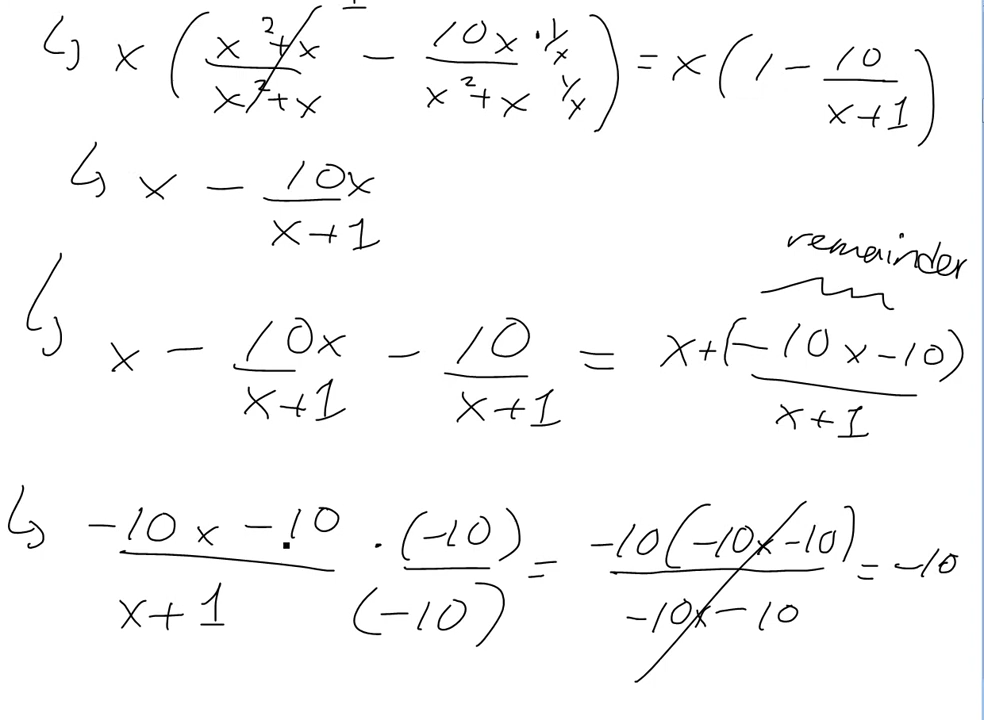 ↳ x ( (x²+x)/(x²+x) − (10x · 1/x)/(x²+x 1/x) ) = x ( 1 − 10/(x+1) )
↳ x − 10x/(x+1)
remainder
↳ x − 10x/(x+1) − 10/(x+1) = x+(−10x−10)/(x+1)
↳ (−10x −10)/(x+1) · (−10)/(−10) = −10(−10x−10)/(−10x−10) = −10